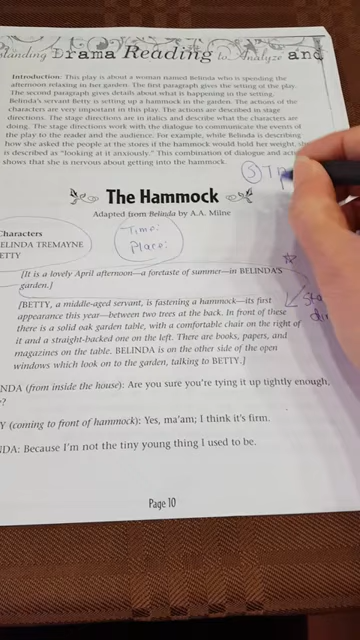 standing Drama Reading to Analyze and
Introduction: This play is about a woman named Belinda who is spending the
afternoon relaxing in her garden. The first paragraph gives the setting of the play.
The second paragraph gives details about what is happening in the setting.
Belinda's servant Betty is setting up a hammock in the garden. The actions of the
characters are very important in this play. The actions are described in stage
directions. The stage directions are in italics and describe what the characters are
doing. The stage directions work with the dialogue to communicate the events of
the play to the reader and the audience. For example, while Belinda is describing
how she asked the people at the stores if the hammock would hold her weight, she
is described as "looking at it anxiously." This combination of dialogue and acti
shows that she is nervous about getting into the hammock.
The Hammock
Adapted from Belinda by A.A. Milne
Characters
ELINDA TREMAYNE
ETTY
Time:
Place:
[It is a lovely April afternoon—a foretaste of summer—in BELINDA'S
garden.]
[BETTY, a middle-aged servant, is fastening a hammock—its first
appearance this year—between two trees at the back. In front of these
there is a solid oak garden table, with a comfortable chair on the right of
it and a straight-backed one on the left. There are books, papers, and
magazines on the table. BELINDA is on the other side of the open
windows which look on to the garden, talking to BETTY.]
NDA (from inside the house): Are you sure you're tying it up tightly enough,
?
Y (coming to front of hammock): Yes, ma'am; I think it's firm.
NDA: Because I'm not the tiny young thing I used to be.
Page 10